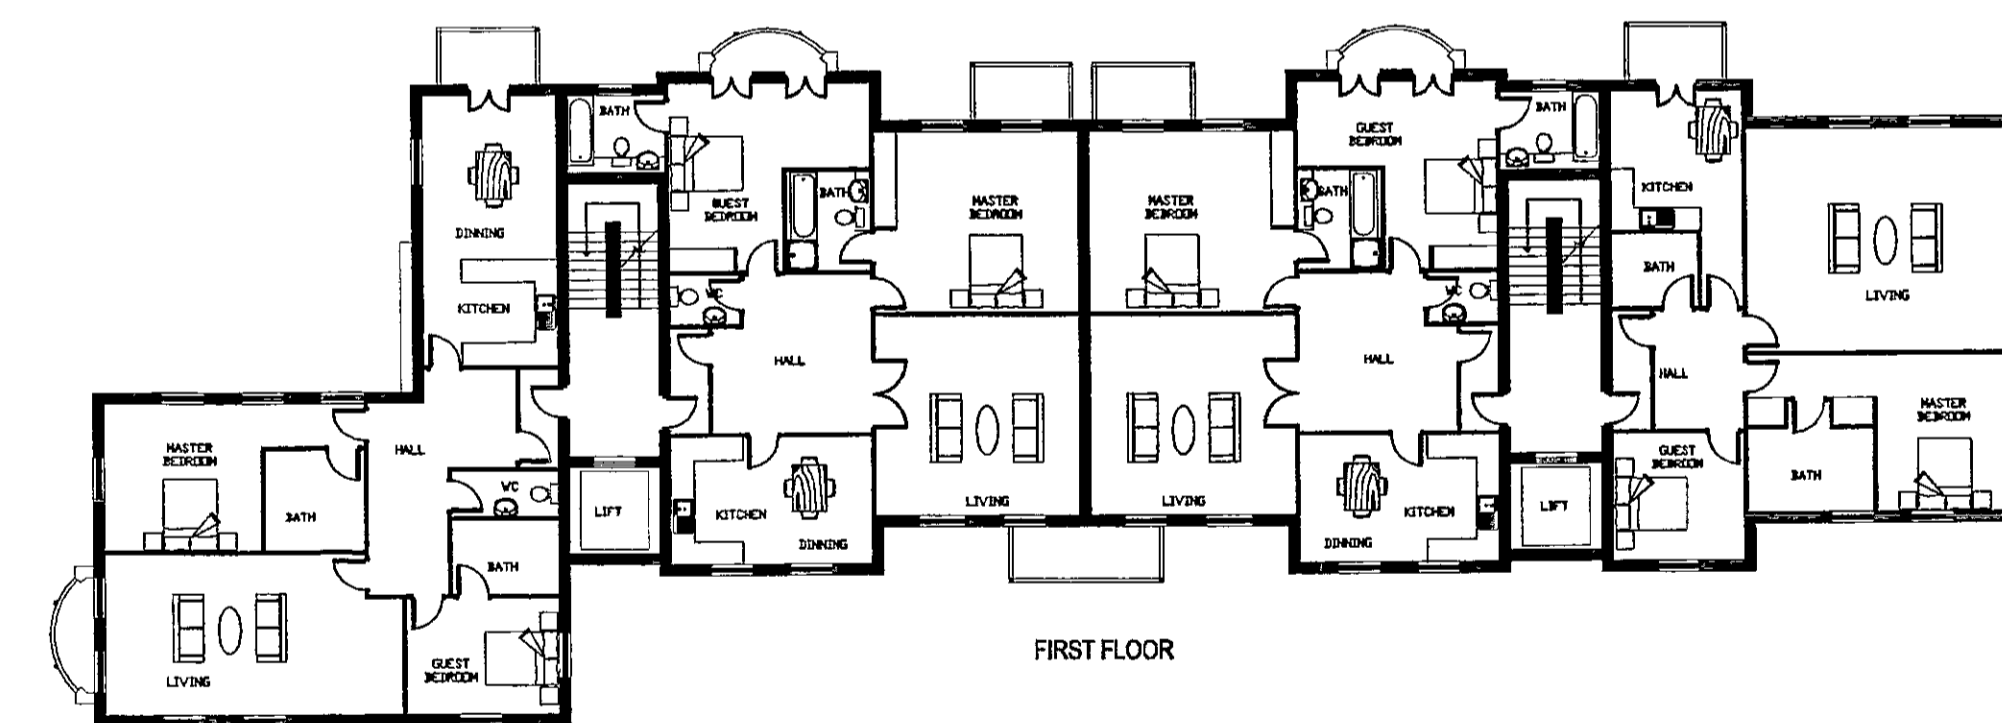 BATH
GUEST
BEDROOM
BATH
DINNING
KITCHEN
WC
HALL
MASTER
BEDROOM
MASTER
BEDROOM
GUEST
BEDROOM
BATH
BATH
WC
HALL
KITCHEN
BATH
LIVING
HALL
MASTER
BEDROOM
HALL
MASTER
BEDROOM
BATH
WC
LIFT
KITCHEN
DINNING
LIVING
LIVING
DINNING
KITCHEN
LIFT
GUEST
BEDROOM
BATH
BATH
LIVING
GUEST
BEDROOM
FIRST FLOOR